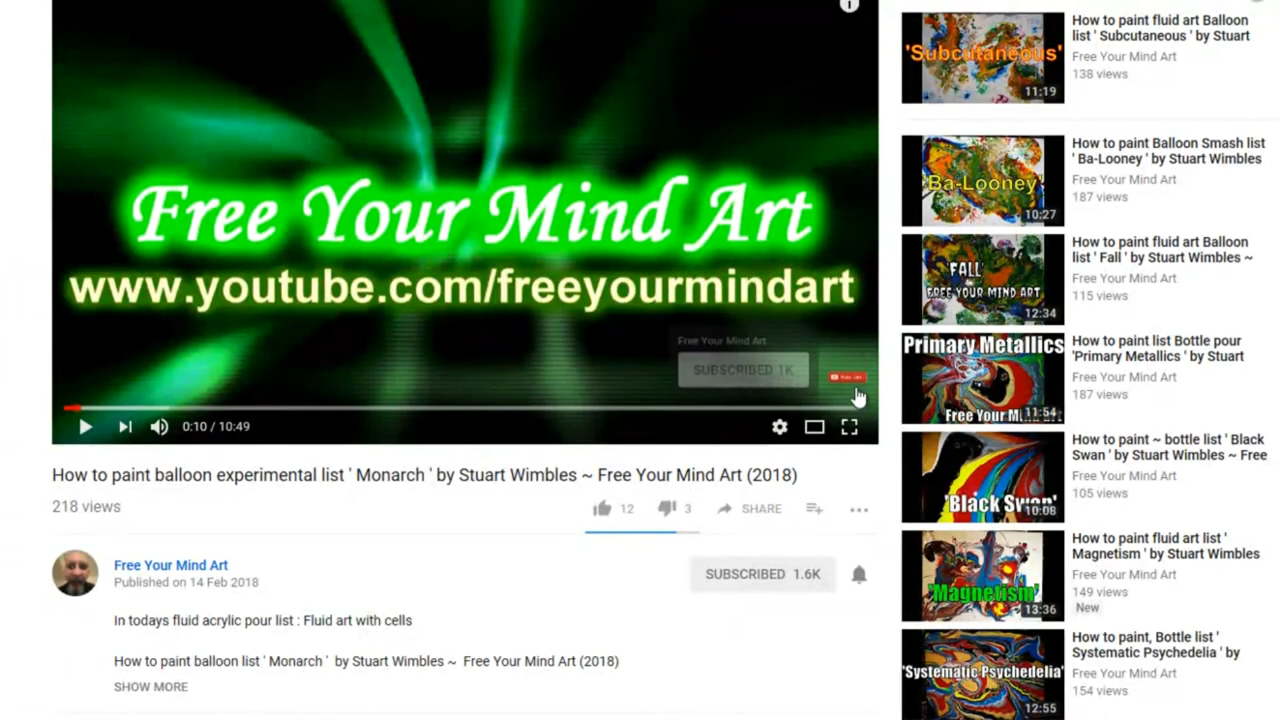 Free Your Mind Art
www.youtube.com/freeyourmindart
Free Your Mind Art
SUBSCRIBED 1K
0:10 / 10:49
How to paint balloon experimental list ' Monarch ' by Stuart Wimbles ~ Free Your Mind Art (2018)
218 views
12
3
SHARE
Free Your Mind Art
Published on 14 Feb 2018
SUBSCRIBED 1.6K
In todays fluid acrylic pour list : Fluid art with cells
How to paint balloon list ' Monarch ' by Stuart Wimbles ~ Free Your Mind Art (2018)
SHOW MORE
'Subcutaneous'
11:19
How to paint fluid art Balloon
list ' Subcutaneous ' by Stuart
Free Your Mind Art
138 views
'Ba-Looney'
10:27
How to paint Balloon Smash list
' Ba-Looney ' by Stuart Wimbles
Free Your Mind Art
187 views
'FALL'
FREE YOUR MIND ART
12:34
How to paint fluid art Balloon
list ' Fall ' by Stuart Wimbles ~
Free Your Mind Art
115 views
Primary Metallics
Free Your Mi
11:54
How to paint list Bottle pour
'Primary Metallics ' by Stuart
Free Your Mind Art
187 views
'Black Swan'
10:08
How to paint ~ bottle list ' Black
Swan ' by Stuart Wimbles ~ Free
Free Your Mind Art
105 views
'Magnetism'
13:36
How to paint fluid art list '
Magnetism ' by Stuart Wimbles
Free Your Mind Art
149 views
New
'Systematic Psychedelia'
12:55
How to paint, Bottle list '
Systematic Psychedelia ' by
Free Your Mind Art
154 views